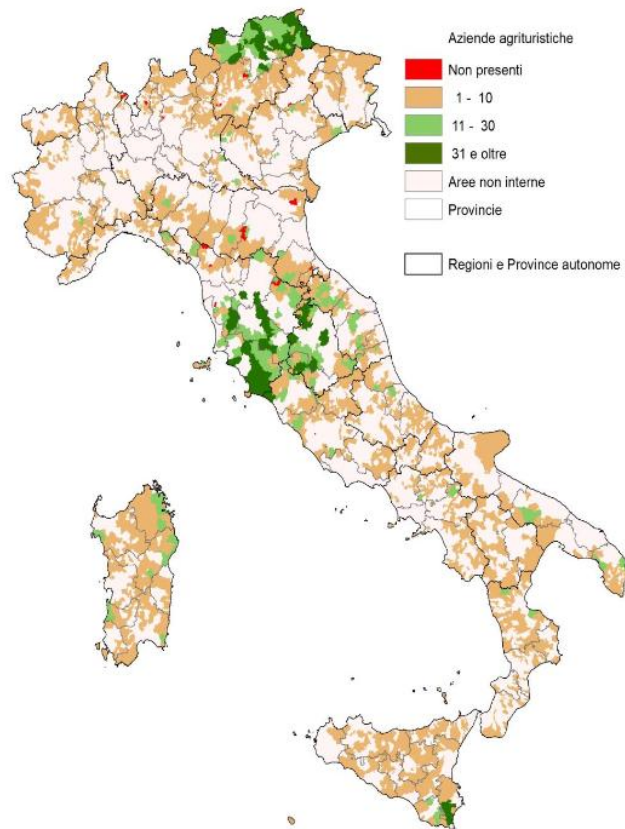 Aziende agrituristiche
Non presenti
1 - 10
11 - 30
31 e oltre
Aree non interne
Provincie
Regioni e Province autonome